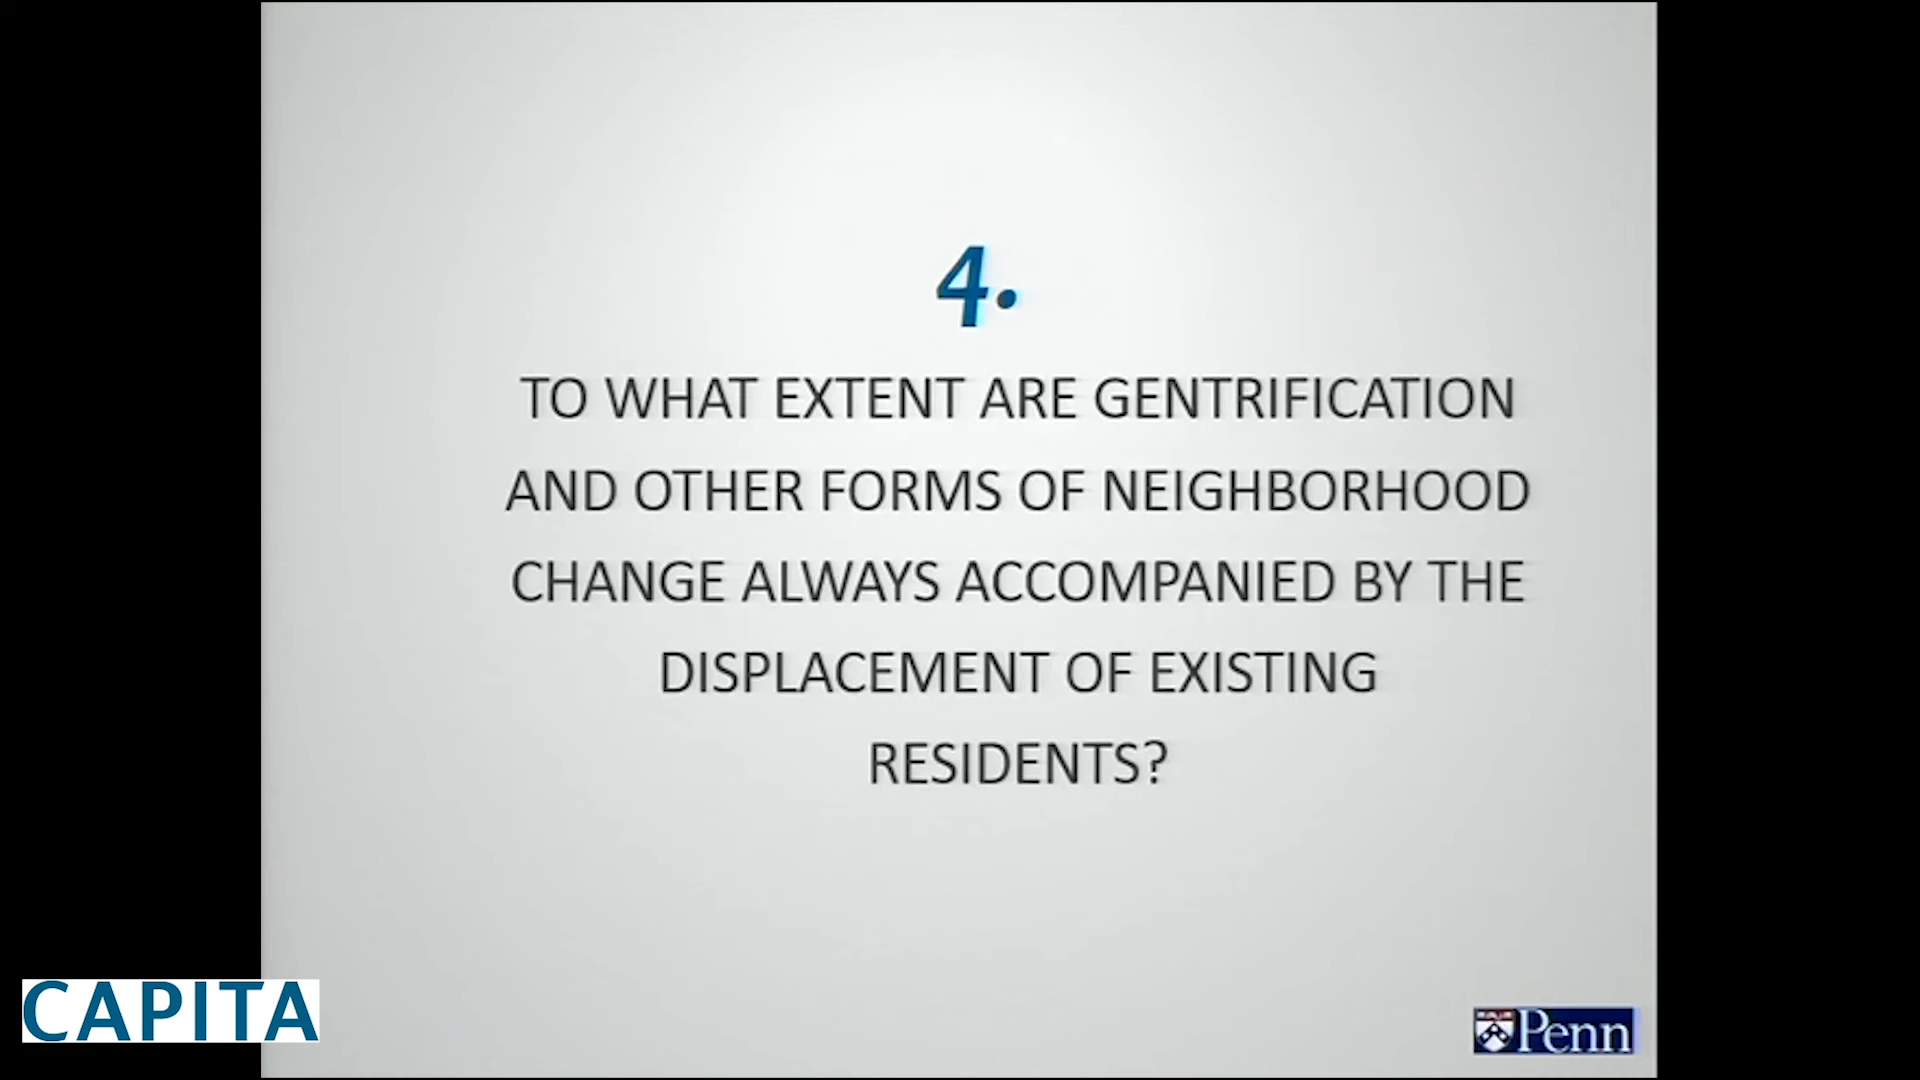 4.
TO WHAT EXTENT ARE GENTRIFICATION
AND OTHER FORMS OF NEIGHBORHOOD
CHANGE ALWAYS ACCOMPANIED BY THE
DISPLACEMENT OF EXISTING
RESIDENTS?
CAPITA
Penn